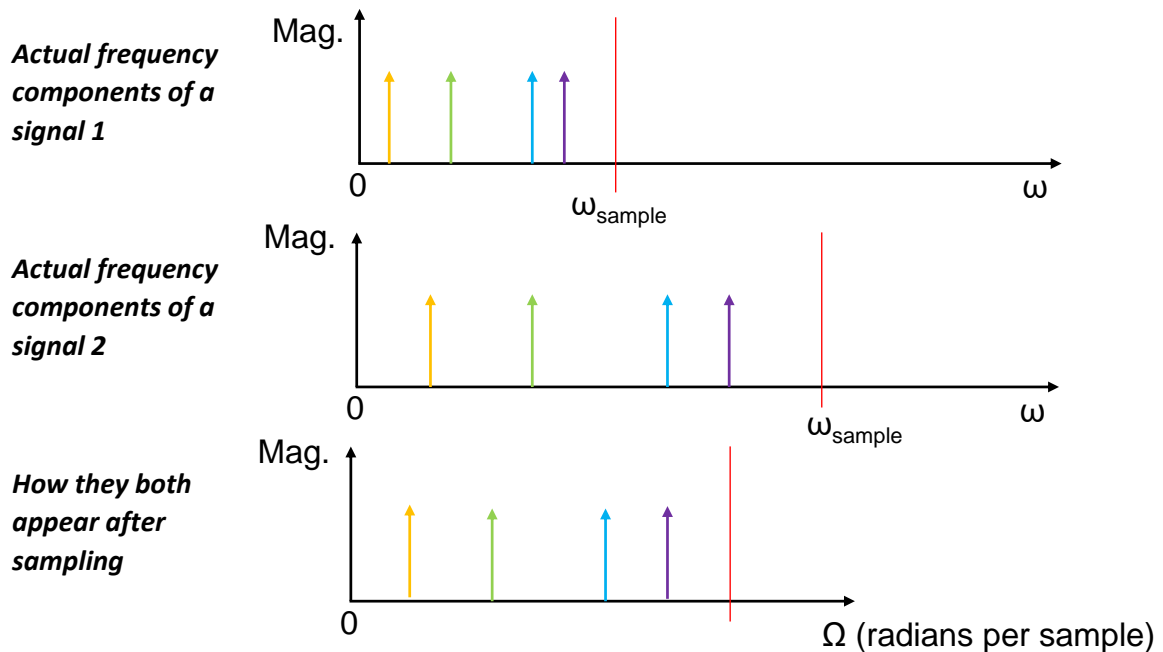 Actual frequency
components of a
signal 1
Mag.
0
ω
ωsample
Actual frequency
components of a
signal 2
Mag.
0
ω
ωsample
How they both
appear after
sampling
Mag.
0
Ω (radians per sample)